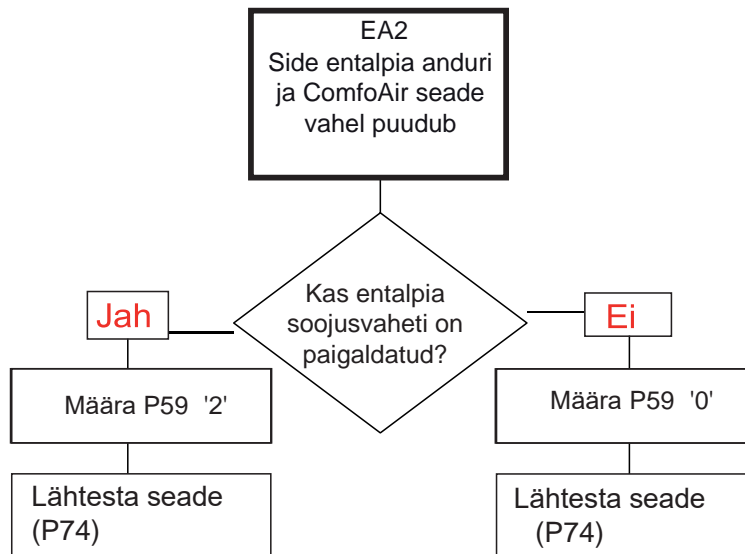 EA2
Side entalpia anduri
ja ComfoAir seade
vahel puudub
Kas entalpia
soojusvaheti on
paigaldatud?
Jah
Ei
Määra P59 '2'
Määra P59 '0'
Lähtesta seade
(P74)
Lähtesta seade
(P74)